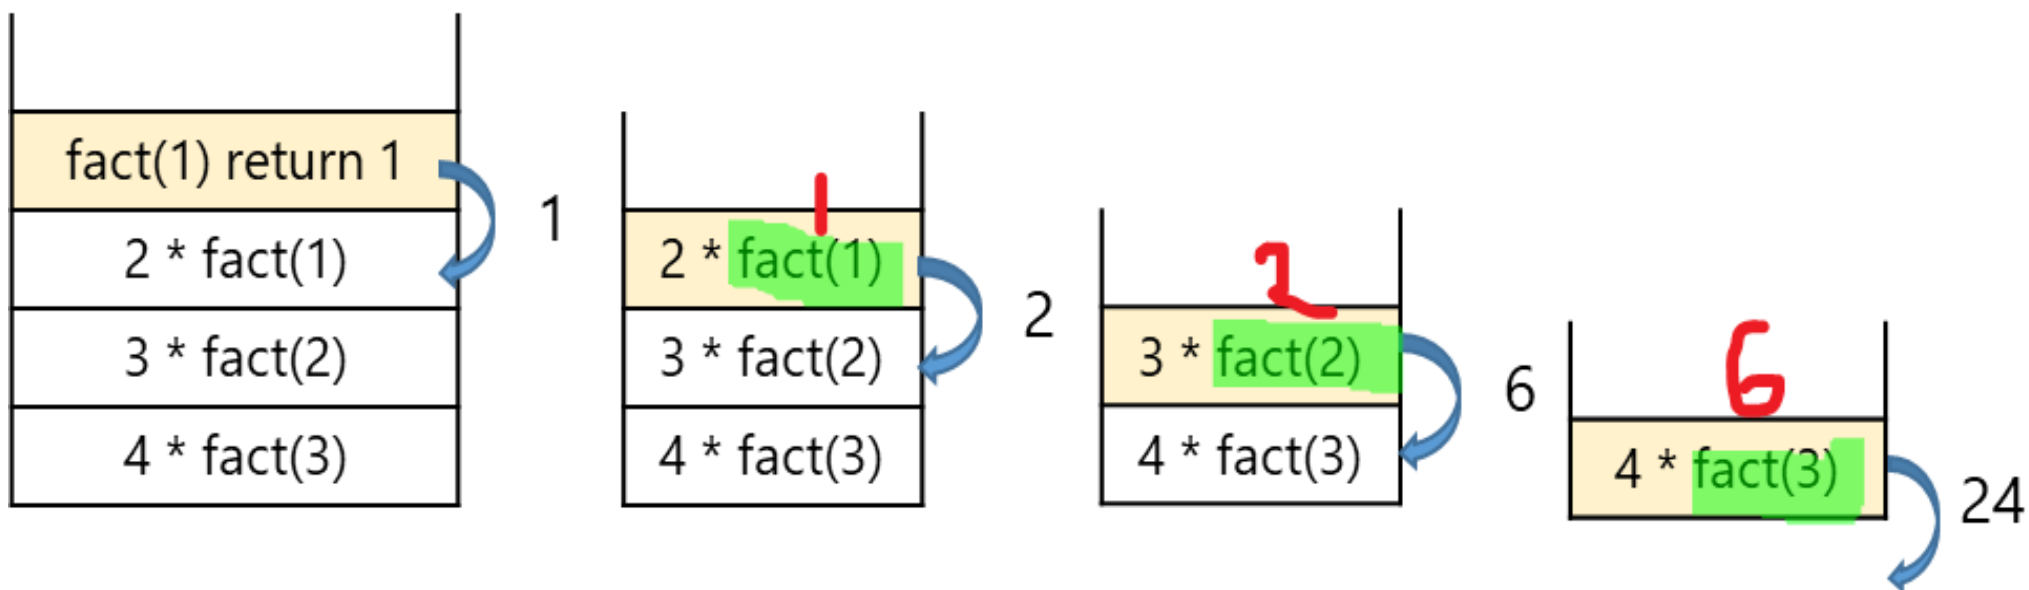 fact(1) return 1
2 * fact(1)
3 * fact(2)
4 * fact(3)
1
1
2 * fact(1)
3 * fact(2)
4 * fact(3)
2
2
3 * fact(2)
4 * fact(3)
6
6
4 * fact(3)
24